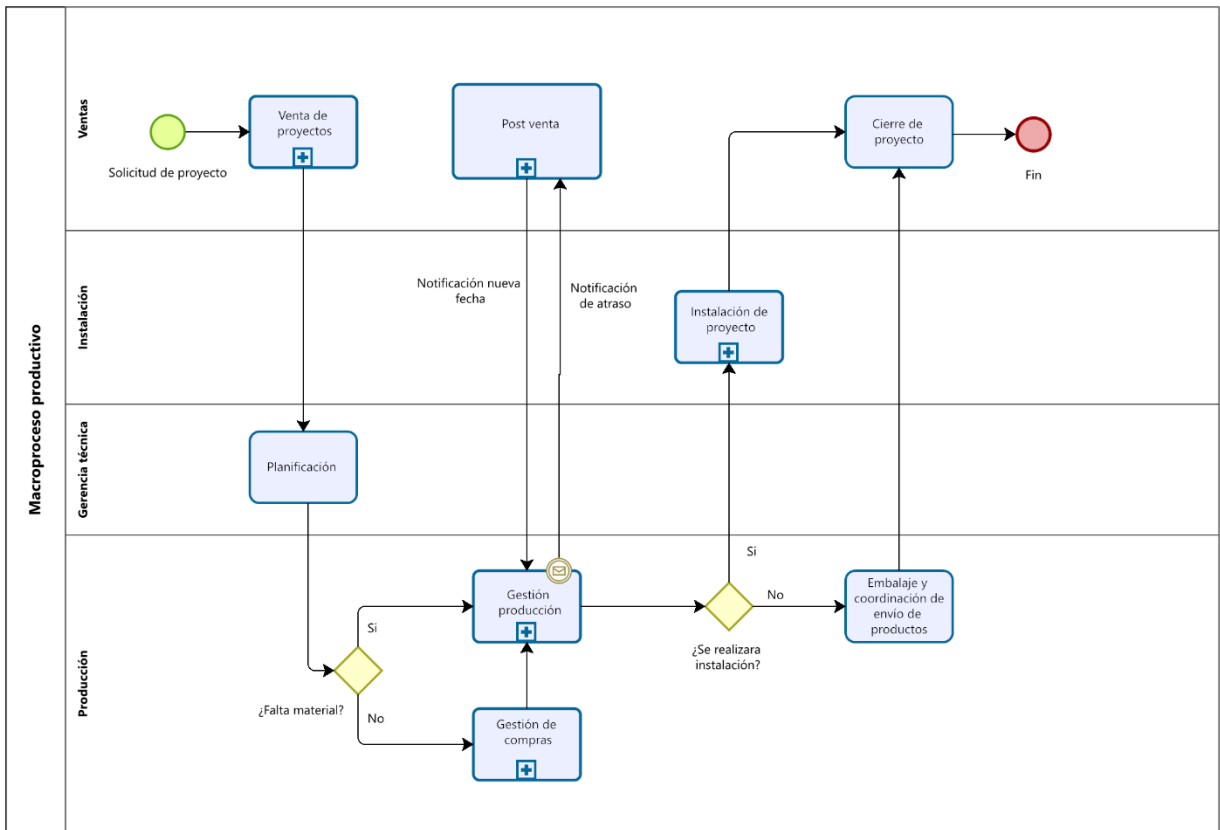 Macroproceso productivo
Ventas
Solicitud de proyecto
Venta de
proyectos
Post venta
Cierre de
proyecto
Fin
Instalación
Notificación nueva
fecha
Notificación
de atraso
Instalación de
proyecto
Gerencia técnica
Planificación
Producción
¿Falta material?
Si
No
Gestión
producción
Gestión de
compras
¿Se realizara
instalación?
Si
No
Embalaje y
coordinación de
envío de
productos